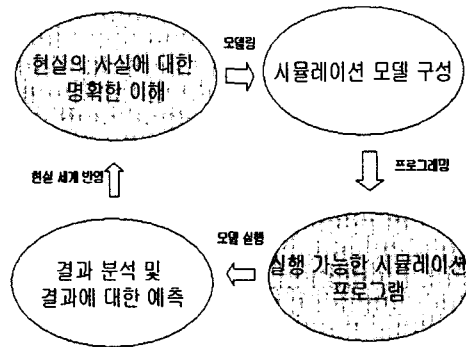 현실의 사실에 대한
명확한 이해
모델링
시뮬레이션 모델 구성
프로그래밍
실행 가능한 시뮬레이션
프로그램
모델 실행
결과 분석 및
결과에 대한 예측
현실 세계 반영